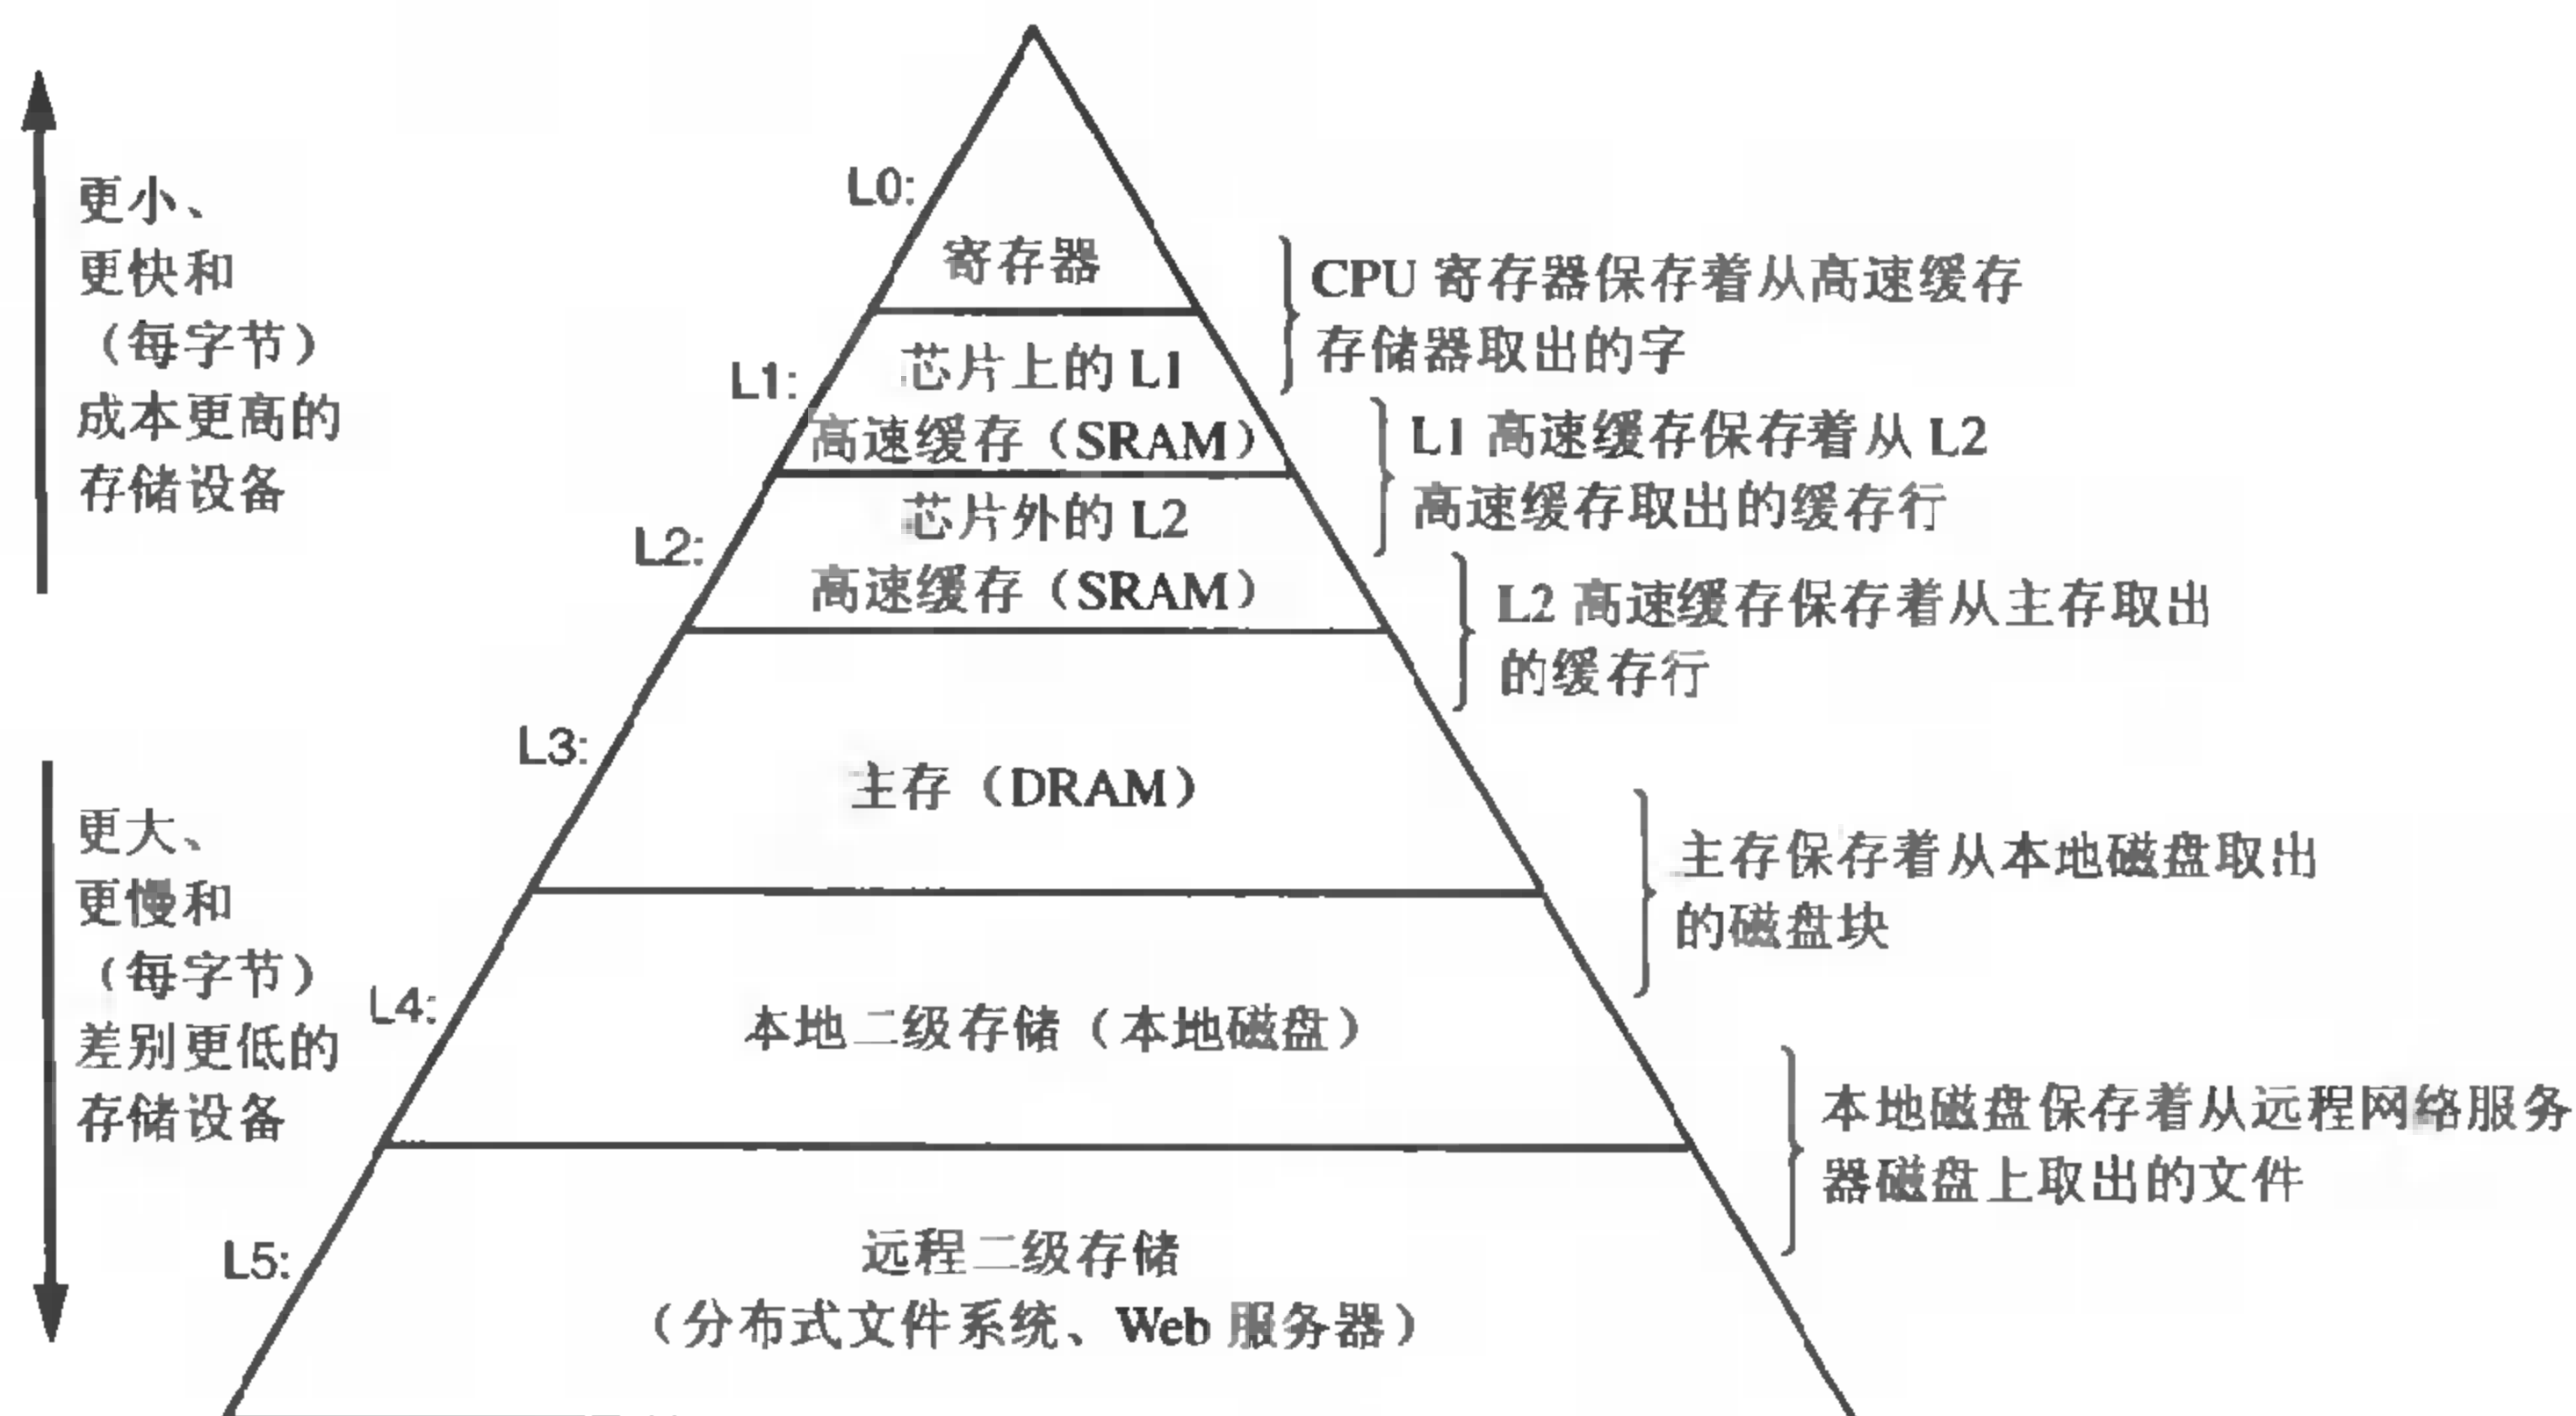 更小、
更快和
（每字节）
成本更高的
存储设备
更大、
更慢和
（每字节）
差别更低的
存储设备
L0:
寄存器
L1:
芯片上的 L1
高速缓存（SRAM）
L2:
芯片外的 L2
高速缓存（SRAM）
L3:
主存（DRAM）
L4:
本地二级存储（本地磁盘）
L5:
远程二级存储
（分布式文件系统、Web 服务器）
CPU 寄存器保存着从高速缓存
存储器取出的字
L1 高速缓存保存着从 L2
高速缓存取出的缓存行
L2 高速缓存保存着从主存取出
的缓存行
主存保存着从本地磁盘取出
的磁盘块
本地磁盘保存着从远程网络服务
器磁盘上取出的文件